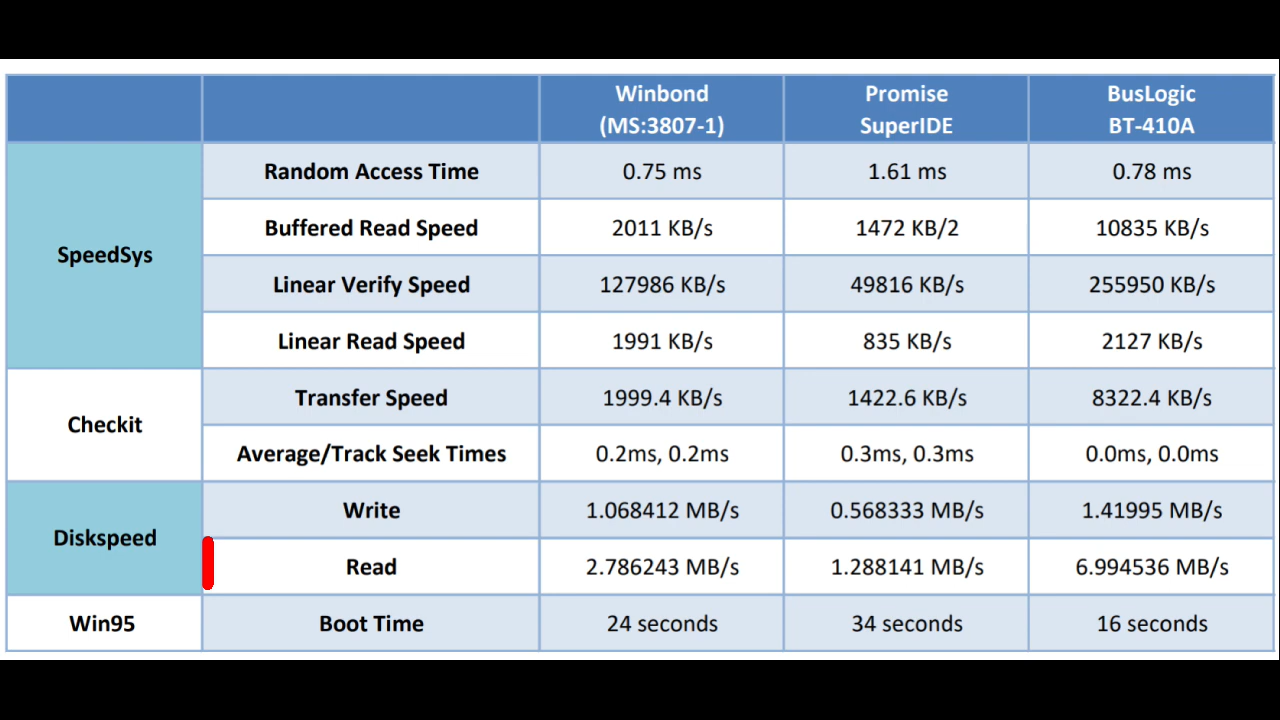 Winbond Promise BusLogic
(MS:3807-1) SuperIDE BT-410A
SpeedSys
Random Access Time 0.75 ms 1.61 ms 0.78 ms
Buffered Read Speed 2011 KB/s 1472 KB/2 10835 KB/s
Linear Verify Speed 127986 KB/s 49816 KB/s 255950 KB/s
Linear Read Speed 1991 KB/s 835 KB/s 2127 KB/s
Checkit
Transfer Speed 1999.4 KB/s 1422.6 KB/s 8322.4 KB/s
Average/Track Seek Times 0.2ms, 0.2ms 0.3ms, 0.3ms 0.0ms, 0.0ms
Diskspeed
Write 1.068412 MB/s 0.568333 MB/s 1.41995 MB/s
Read 2.786243 MB/s 1.288141 MB/s 6.994536 MB/s
Win95 Boot Time 24 seconds 34 seconds 16 seconds